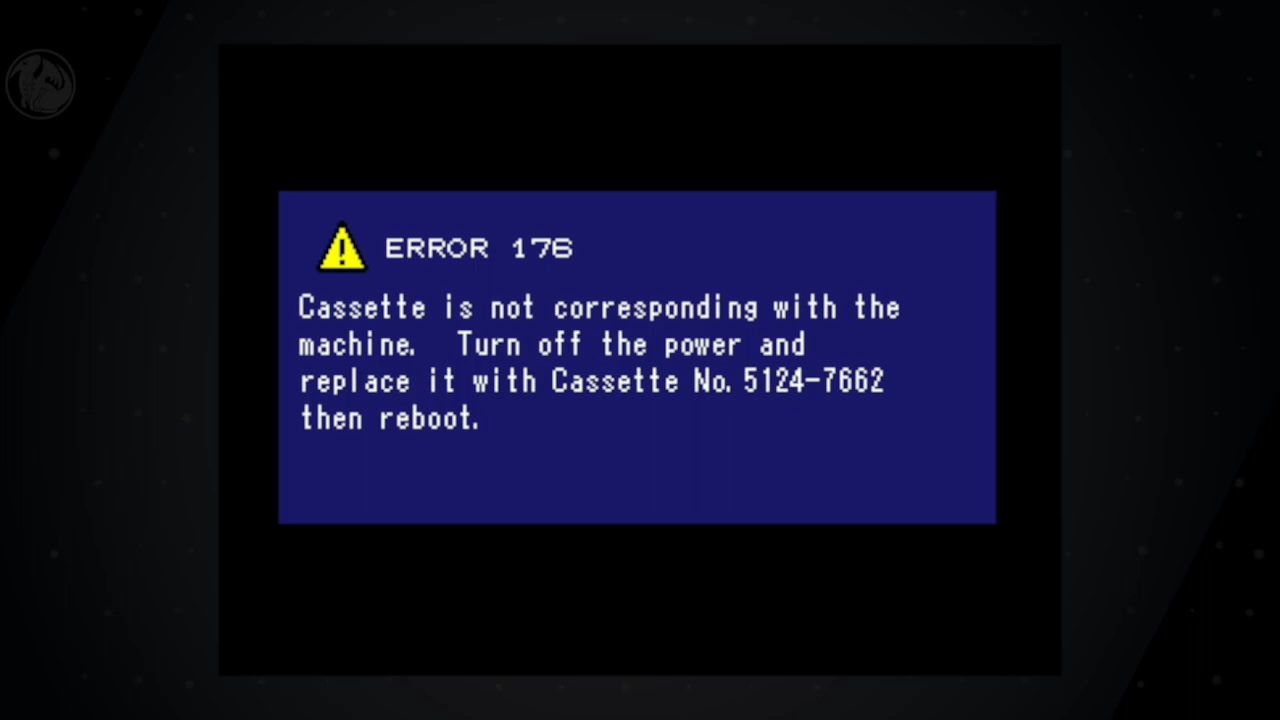 ERROR 176
Cassette is not corresponding with the
machine.  Turn off the power and
replace it with Cassette No. 5124-7662
then reboot.